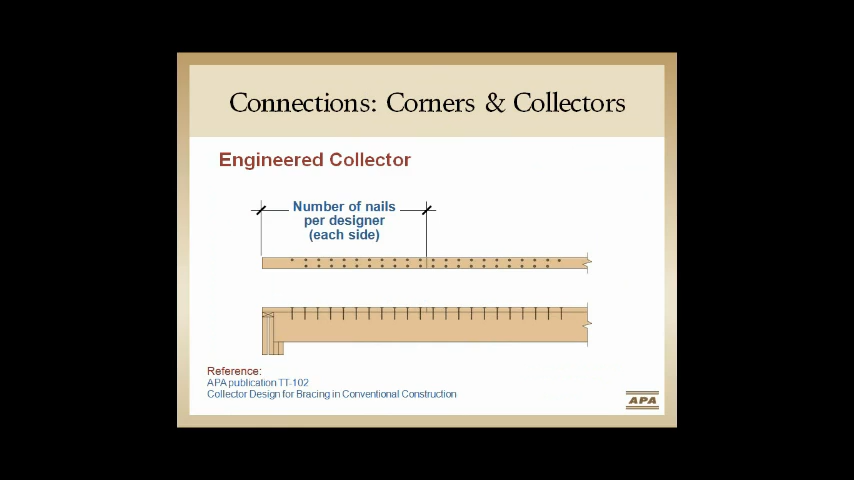 Connections: Corners & Collectors
Engineered Collector
Number of nails
per designer
(each side)
Reference:
APA publication TT-102
Collector Design for Bracing in Conventional Construction
APA